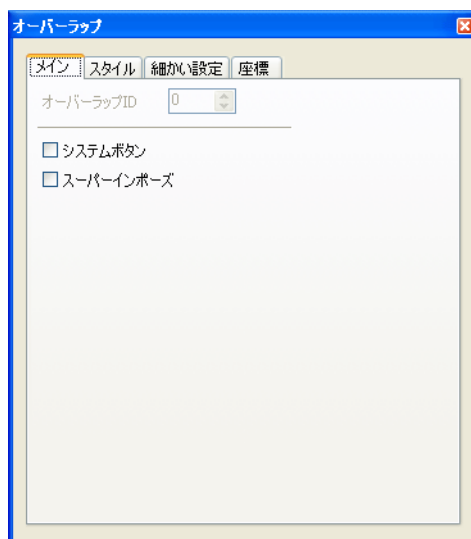 オーバーラップ
メイン スタイル 細かい設定 座標
オーバーラップID 0
システムボタン
スーパーインポーズ